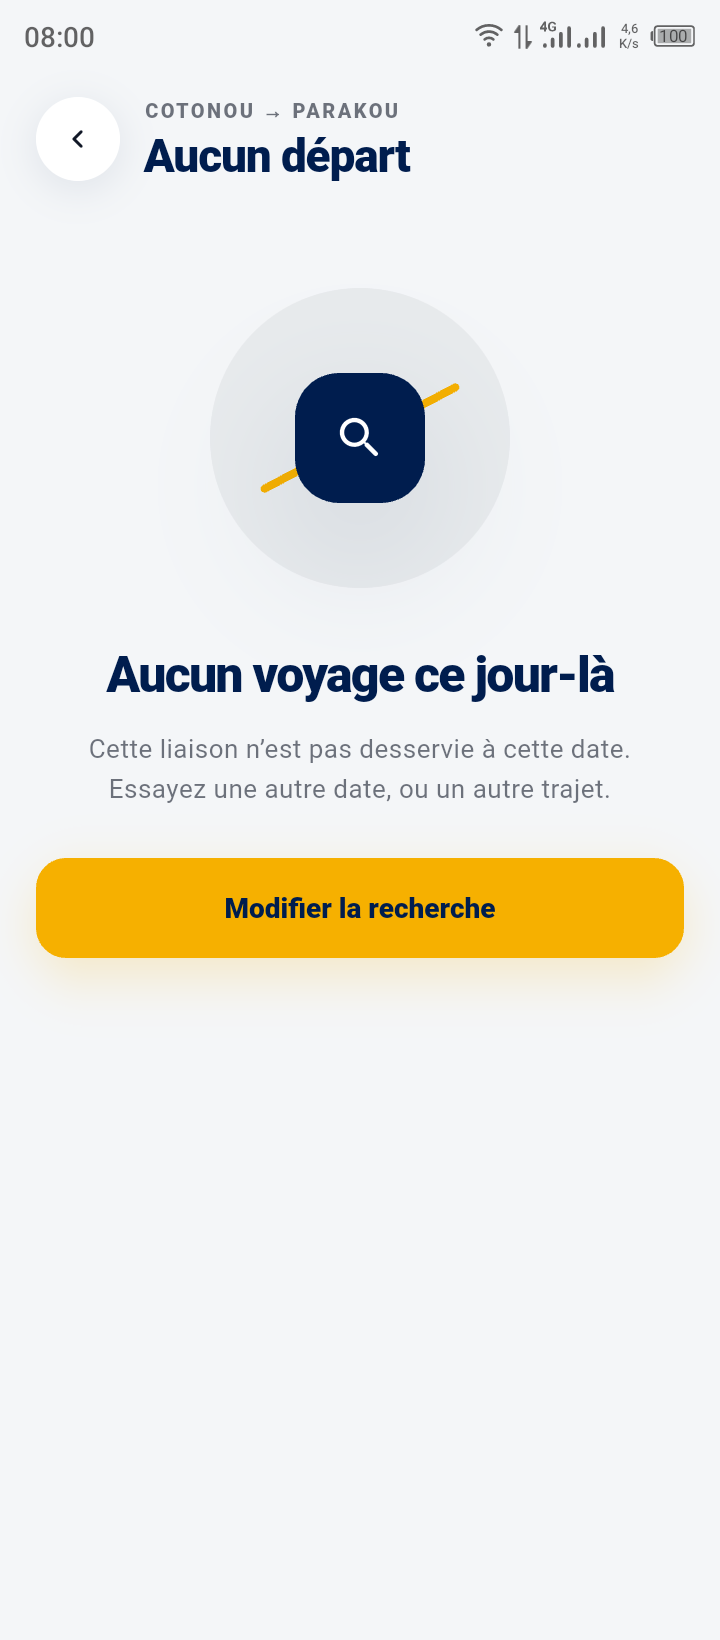 08:00
4G
4,6
K/s
100
COTONOU → PARAKOU
Aucun départ
Aucun voyage ce jour-là
Cette liaison n’est pas desservie à cette date.
Essayez une autre date, ou un autre trajet.
Modifier la recherche